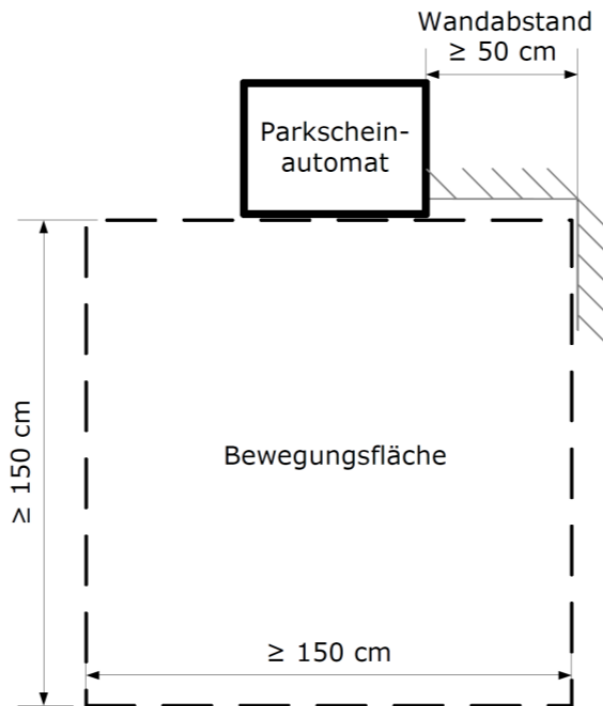 Wandabstand
≥ 50 cm
Parkschein-
automat
≥ 150 cm
Bewegungsfläche
≥ 150 cm